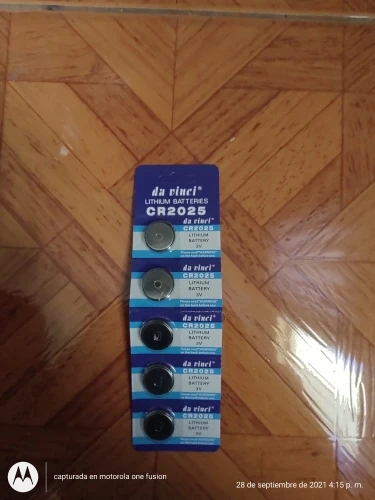 da vinci®
LITHIUM BATTERIES
CR2025
da vinci®
CR2025
LITHIUM
BATTERY
3V
da vinci®
CR2025
LITHIUM
BATTERY
3V
da vinci®
CR2025
LITHIUM
BATTERY
3V
da vinci®
CR2025
LITHIUM
BATTERY
3V
da vinci®
CR2025
LITHIUM
BATTERY
3V
capturada en motorola one fusion
28 de septiembre de 2021 4:15 p. m.